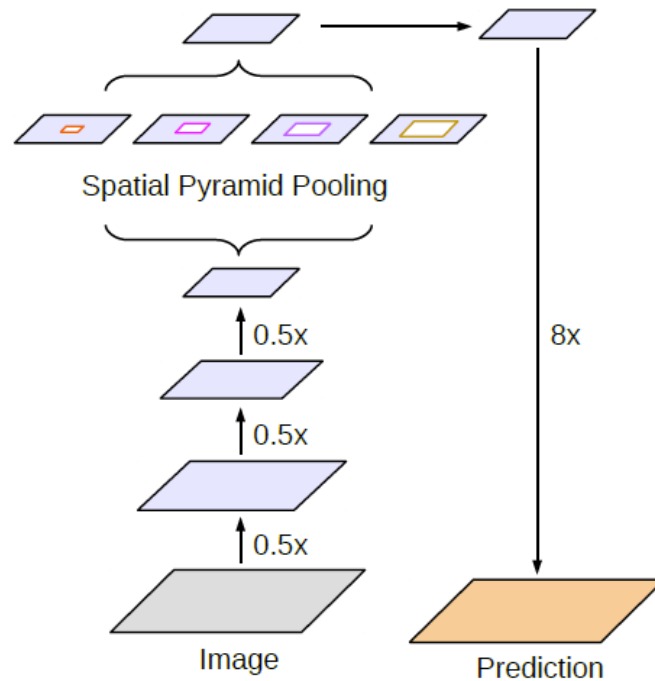 Spatial Pyramid Pooling
0.5x
0.5x
8x
0.5x
Image
Prediction